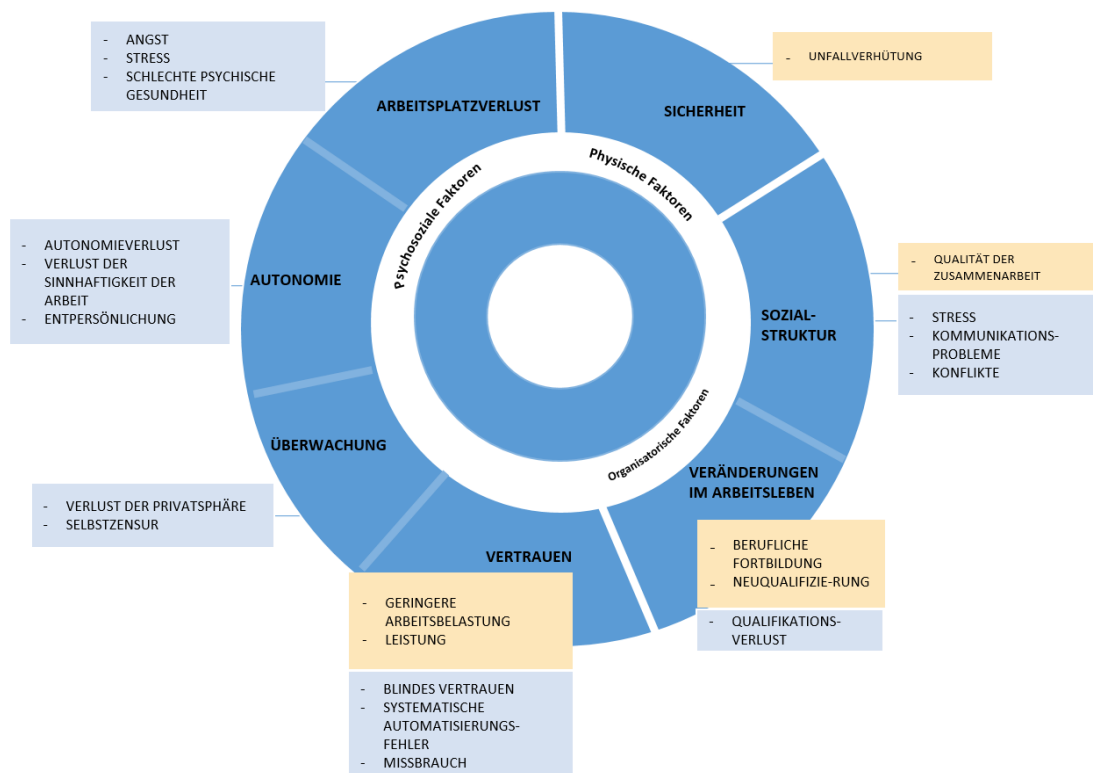 - ANGST
- STRESS
- SCHLECHTE PSYCHISCHE
GESUNDHEIT
- UNFALLVERHÜTUNG
ARBEITSPLATZVERLUST
SICHERHEIT
Psychosoziale Faktoren
Physische Faktoren
- AUTONOMIEVERLUST
- VERLUST DER
SINNHAFTIGKEIT DER
ARBEIT
- ENTPERSÖNLICHUNG
AUTONOMIE
- QUALITÄT DER
ZUSAMMENARBEIT
SOZIAL-
STRUKTUR
- STRESS
- KOMMUNIKATIONS-
PROBLEME
- KONFLIKTE
Organisatorische Faktoren
ÜBERWACHUNG
VERÄNDERUNGEN
IM ARBEITSLEBEN
- VERLUST DER PRIVATSPHÄRE
- SELBSTZENSUR
VERTRAUEN
- BERUFLICHE
FORTBILDUNG
- NEUQUALIFIZIE-RUNG
- QUALIFIKATIONS-
VERLUST
- GERINGERE
ARBEITSBELASTUNG
- LEISTUNG
- BLINDES VERTRAUEN
- SYSTEMATISCHE
AUTOMATISIERUNGS-
FEHLER
- MISSBRAUCH